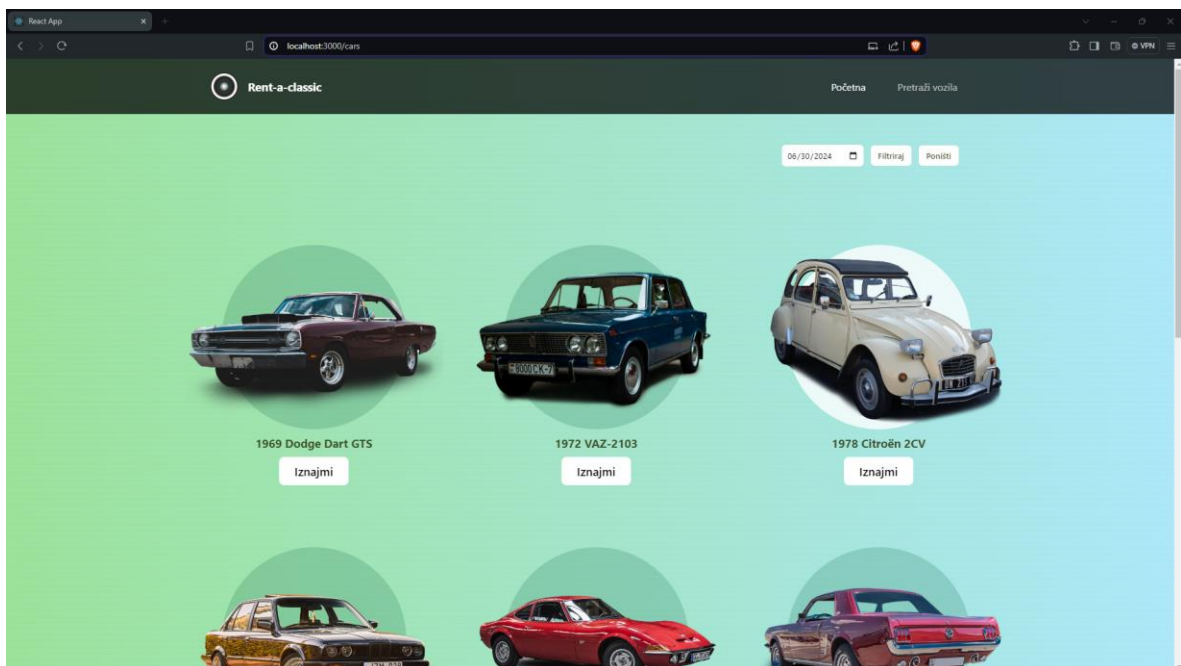 React App
localhost:3000/cars
VPN
Rent-a-classic
Početna
Pretraži vozila
06/30/2024
Filtriraj
Poništi
1969 Dodge Dart GTS
1972 VAZ-2103
1978 Citroën 2CV
Iznajmi
Iznajmi
Iznajmi